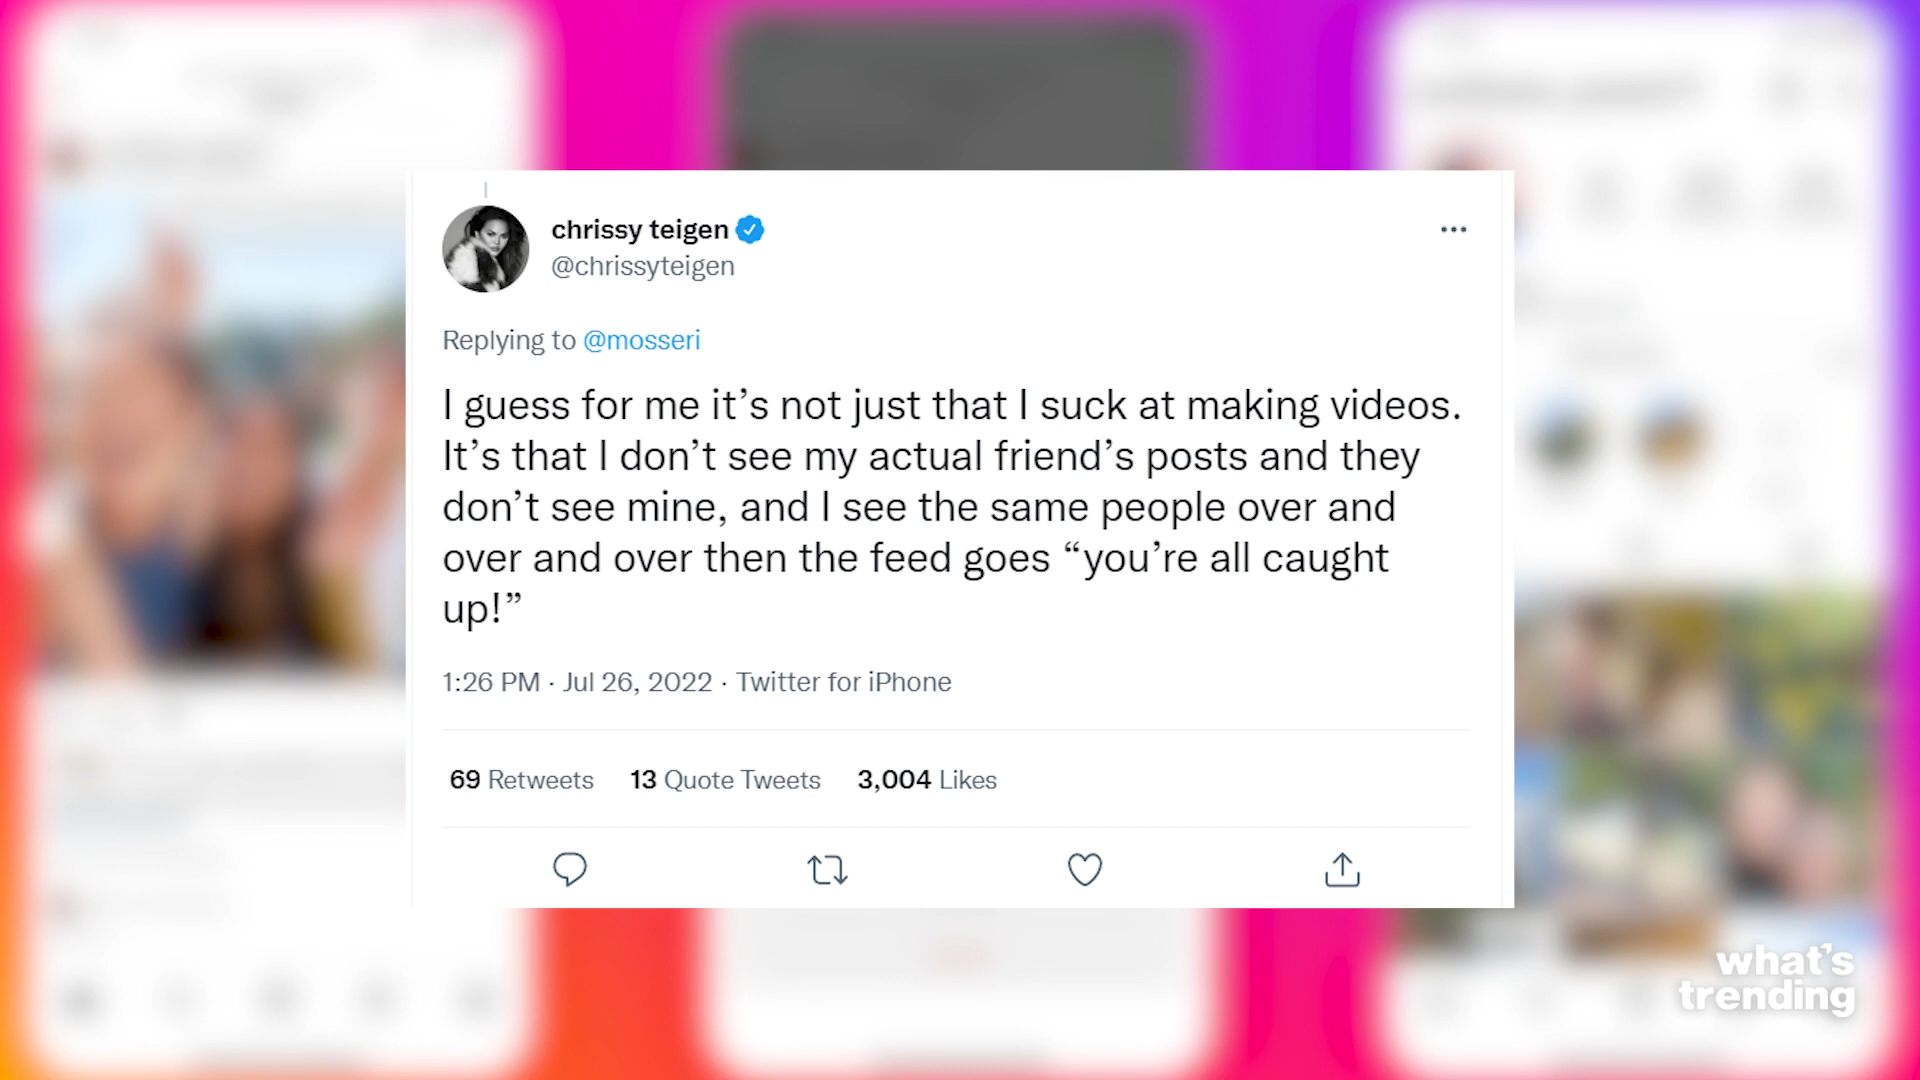 chrissy teigen
@chrissyteigen
Replying to @mosseri
I guess for me it’s not just that I suck at making videos.
It’s that I don’t see my actual friend’s posts and they
don’t see mine, and I see the same people over and
over and over then the feed goes “you’re all caught
up!”
1:26 PM · Jul 26, 2022 · Twitter for iPhone
69 Retweets 13 Quote Tweets 3,004 Likes
what’s
trending